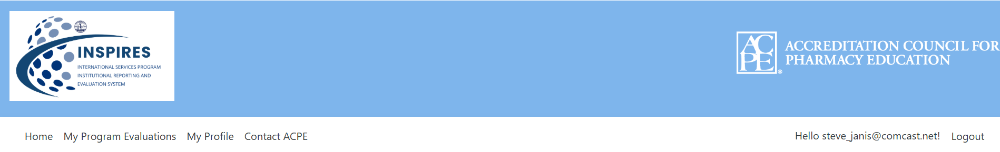 INSPIRES
INTERNATIONAL SERVICES PROGRAM
INSTITUTIONAL REPORTING AND
EVALUATION SYSTEM
ACPE®
ACCREDITATION COUNCIL FOR
PHARMACY EDUCATION
Home My Program Evaluations My Profile Contact ACPE Hello steve_janis@comcast.net! Logout